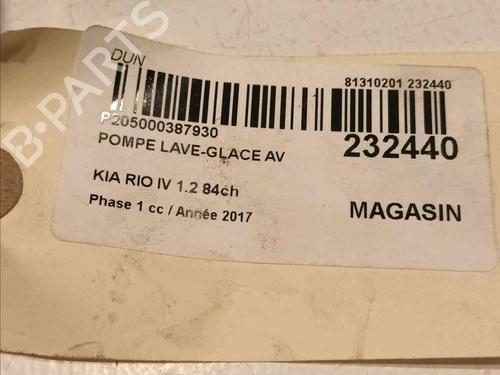 DUN
81310201 232440
P205000387930
POMPE LAVE-GLACE AV
232440
KIA RIO IV 1.2 84ch
Phase 1 cc / Année 2017
MAGASIN
B-PARTS